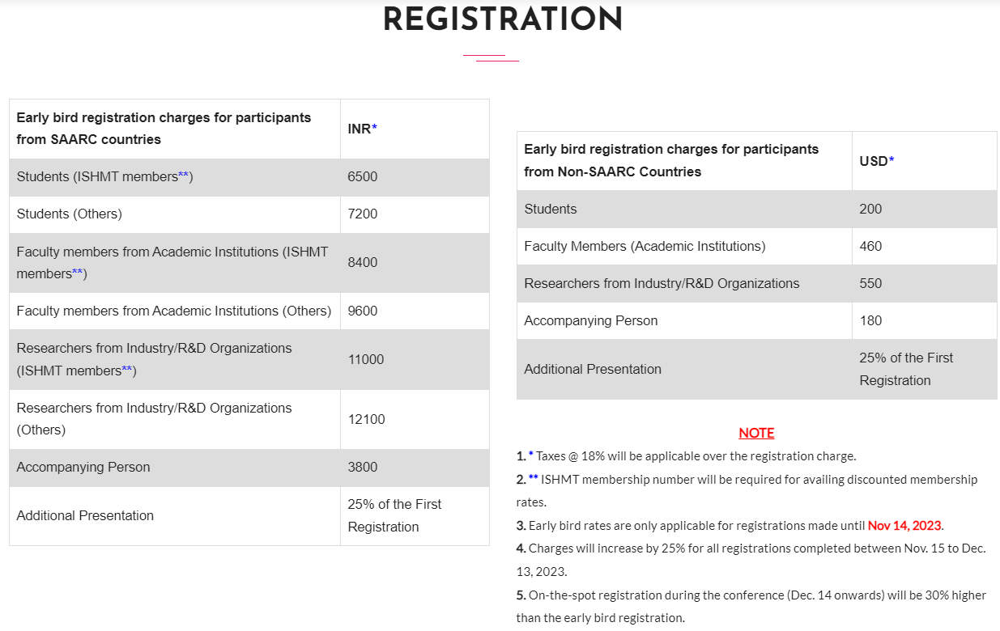 REGISTRATION
Early bird registration charges for participants
from SAARC countries
INR*
Students (ISHMT members**)
6500
Students (Others)
7200
Faculty members from Academic Institutions (ISHMT
members**)
8400
Faculty members from Academic Institutions (Others)
9600
Researchers from Industry/R&D Organizations
(ISHMT members**)
11000
Researchers from Industry/R&D Organizations
(Others)
12100
Accompanying Person
3800
Additional Presentation
25% of the First
Registration
Early bird registration charges for participants
from Non-SAARC Countries
USD*
Students
200
Faculty Members (Academic Institutions)
460
Researchers from Industry/R&D Organizations
550
Accompanying Person
180
Additional Presentation
25% of the First
Registration
NOTE
1. * Taxes @ 18% will be applicable over the registration charge.
2. ** ISHMT membership number will be required for availing discounted membership
rates.
3. Early bird rates are only applicable for registrations made until Nov 14, 2023.
4. Charges will increase by 25% for all registrations completed between Nov. 15 to Dec.
13, 2023.
5. On-the-spot registration during the conference (Dec. 14 onwards) will be 30% higher
than the early bird registration.